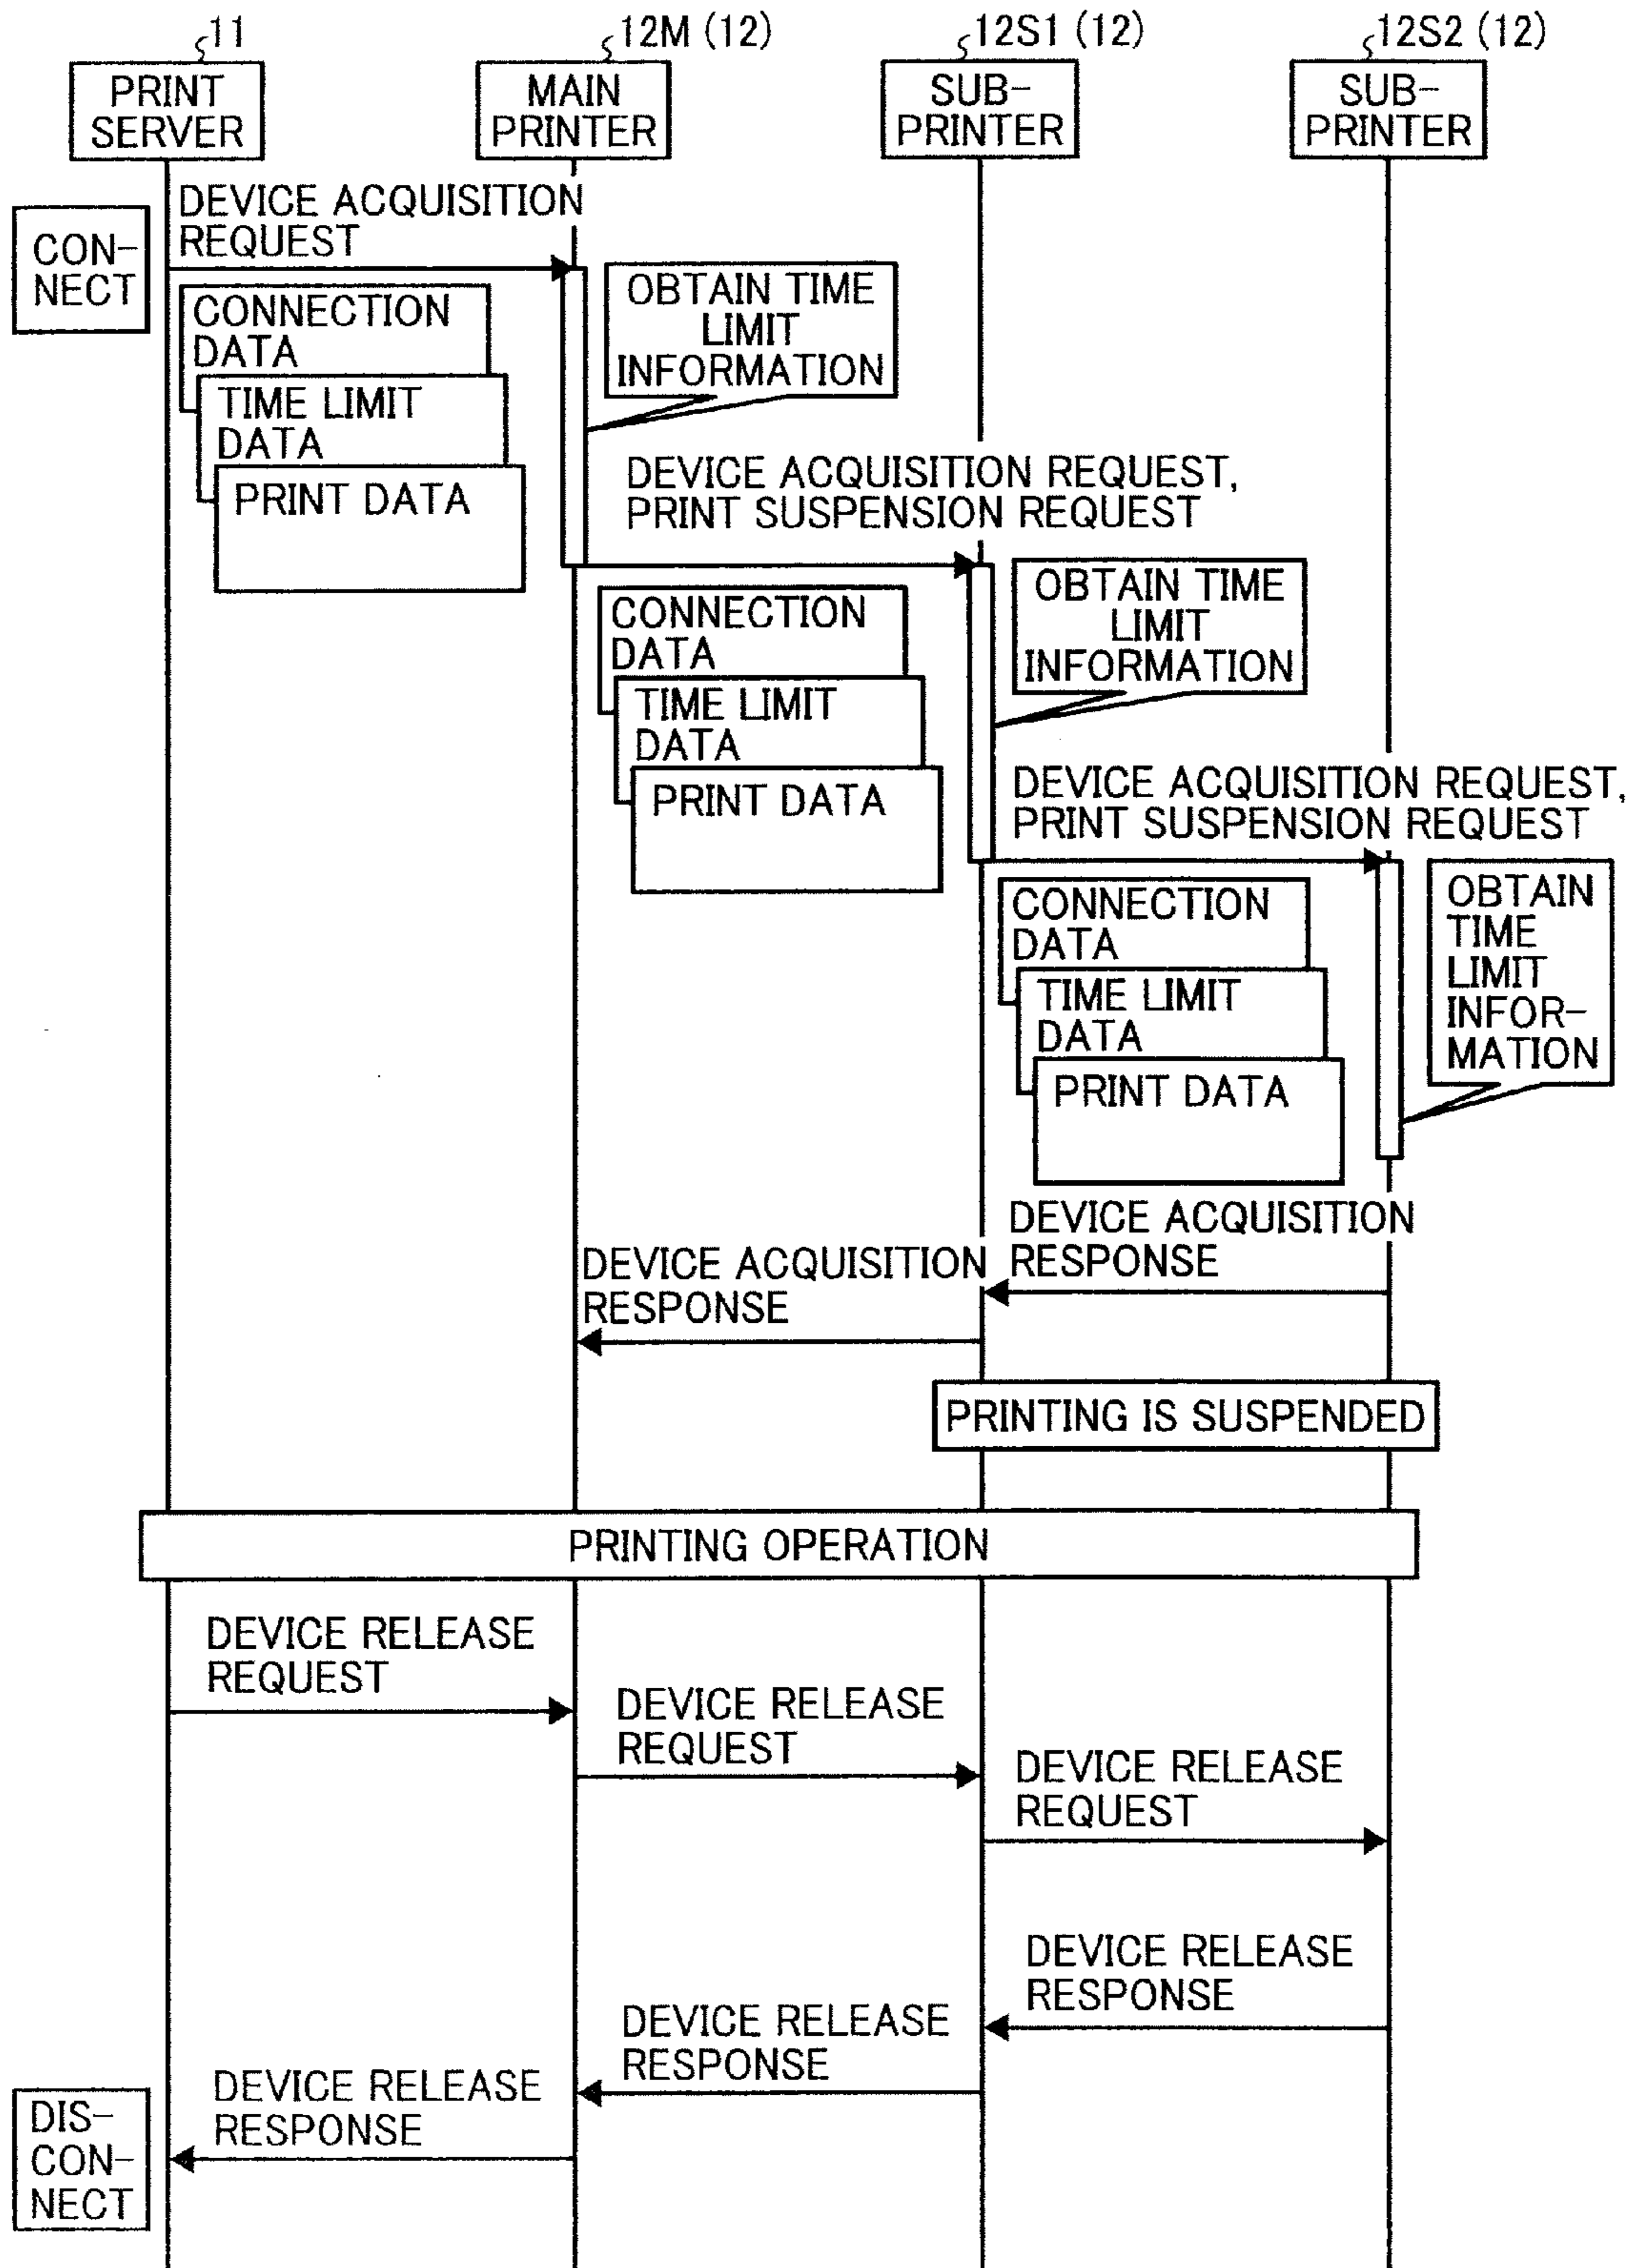 11
12M (12)
12S1 (12)
12S2 (12)
PRINT
SERVER
MAIN
PRINTER
SUB-
PRINTER
SUB-
PRINTER
CON-
NECT
DEVICE ACQUISITION
REQUEST
CONNECTION
DATA
TIME LIMIT
DATA
PRINT DATA
OBTAIN TIME
LIMIT
INFORMATION
DEVICE ACQUISITION REQUEST,
PRINT SUSPENSION REQUEST
CONNECTION
DATA
TIME LIMIT
DATA
PRINT DATA
OBTAIN TIME
LIMIT
INFORMATION
DEVICE ACQUISITION REQUEST,
PRINT SUSPENSION REQUEST
CONNECTION
DATA
TIME LIMIT
DATA
PRINT DATA
OBTAIN
TIME
LIMIT
INFOR-
MATION
DEVICE ACQUISITION
RESPONSE
DEVICE ACQUISITION
RESPONSE
PRINTING IS SUSPENDED
PRINTING OPERATION
DEVICE RELEASE
REQUEST
DEVICE RELEASE
REQUEST
DEVICE RELEASE
REQUEST
DEVICE RELEASE
RESPONSE
DEVICE RELEASE
RESPONSE
DEVICE RELEASE
RESPONSE
DIS-
CON-
NECT